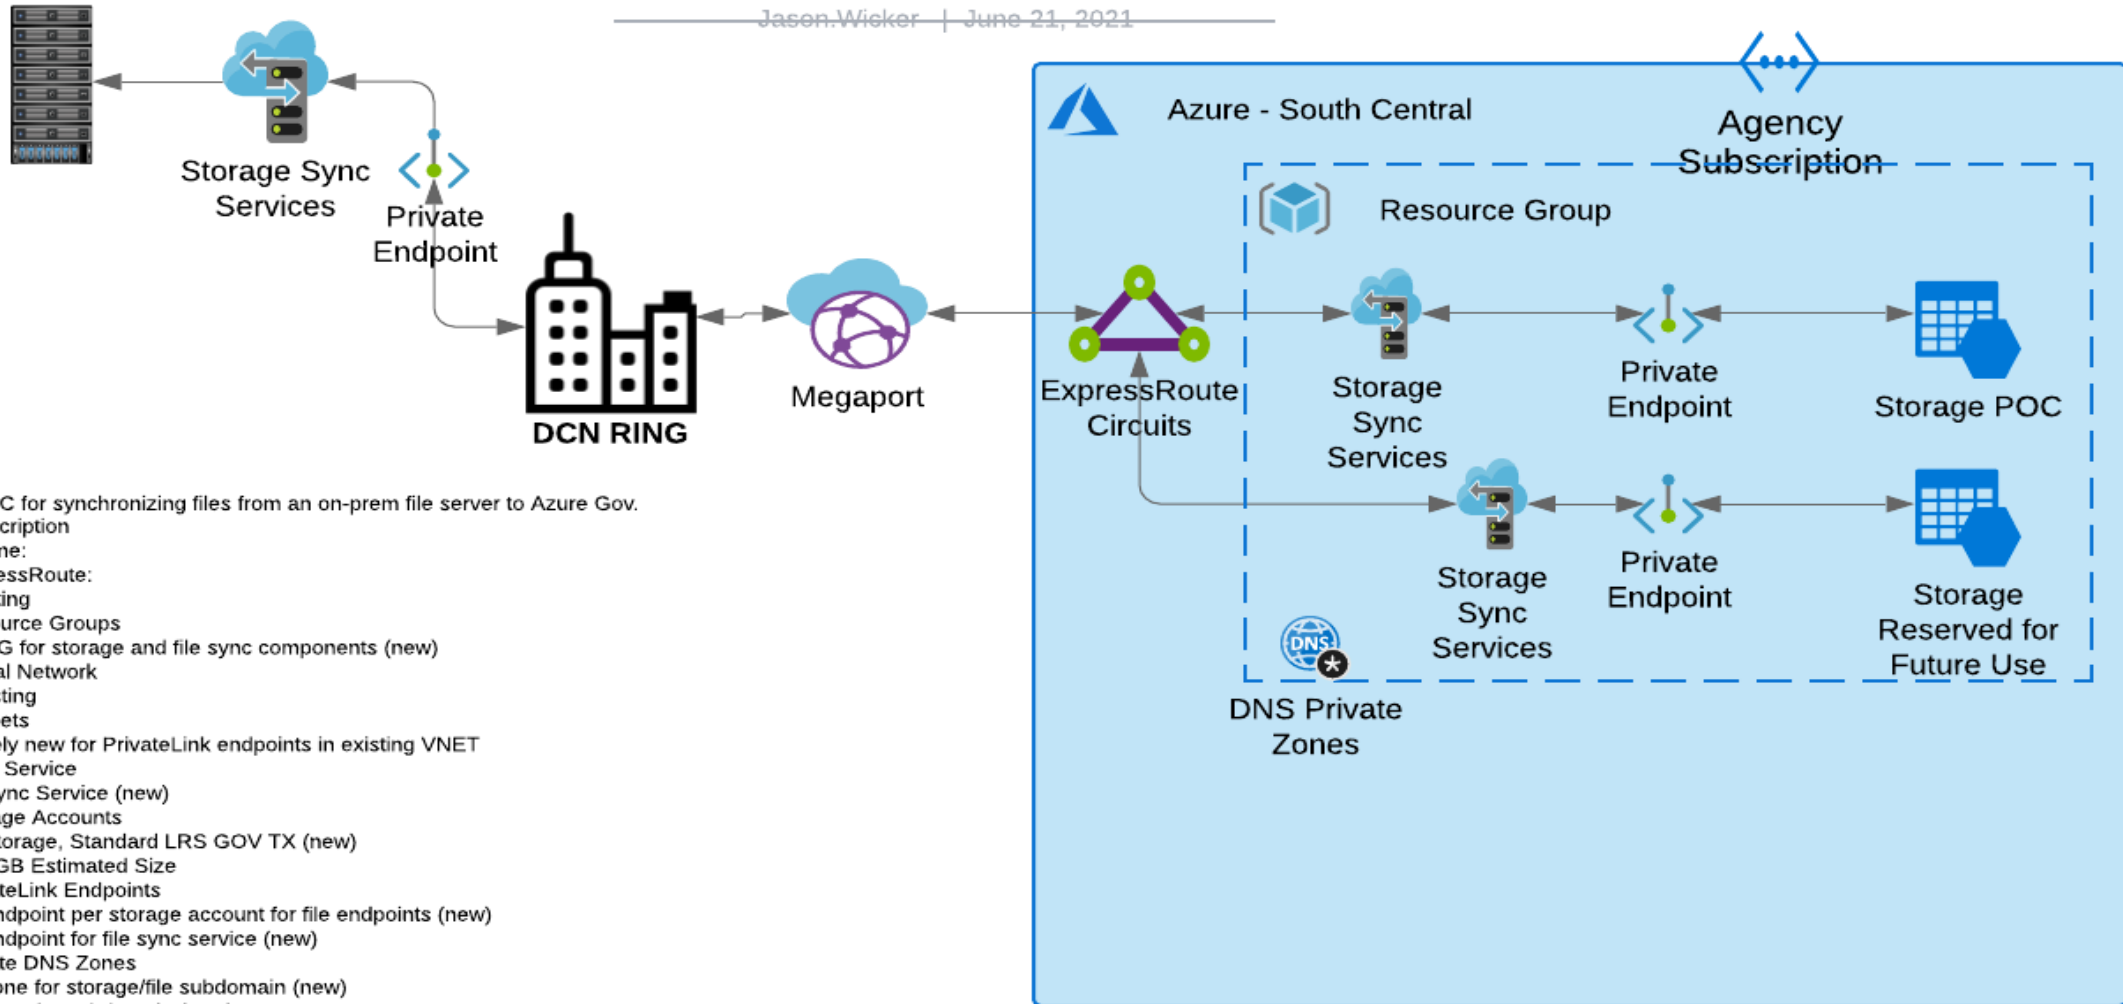 Jason.Wicker | June 21, 2021
Agency
Subscription
Azure - South Central
Resource Group
Storage Sync
Services
Private
Endpoint
DCN RING
Megaport
ExpressRoute
Circuits
Storage
Sync
Services
Private
Endpoint
Storage POC
Storage
Sync
Services
Private
Endpoint
Storage
Reserved for
Future Use
DNS
DNS Private
Zones
C for synchronizing files from an on-prem file server to Azure Gov.
cription
ne:
essRoute:
ting
urce Groups
G for storage and file sync components (new)
al Network
ting
ets
ly new for PrivateLink endpoints in existing VNET
Service
ync Service (new)
ge Accounts
torage, Standard LRS GOV TX (new)
GB Estimated Size
teLink Endpoints
ndpoint per storage account for file endpoints (new)
ndpoint for file sync service (new)
te DNS Zones
one for storage/file subdomain (new)